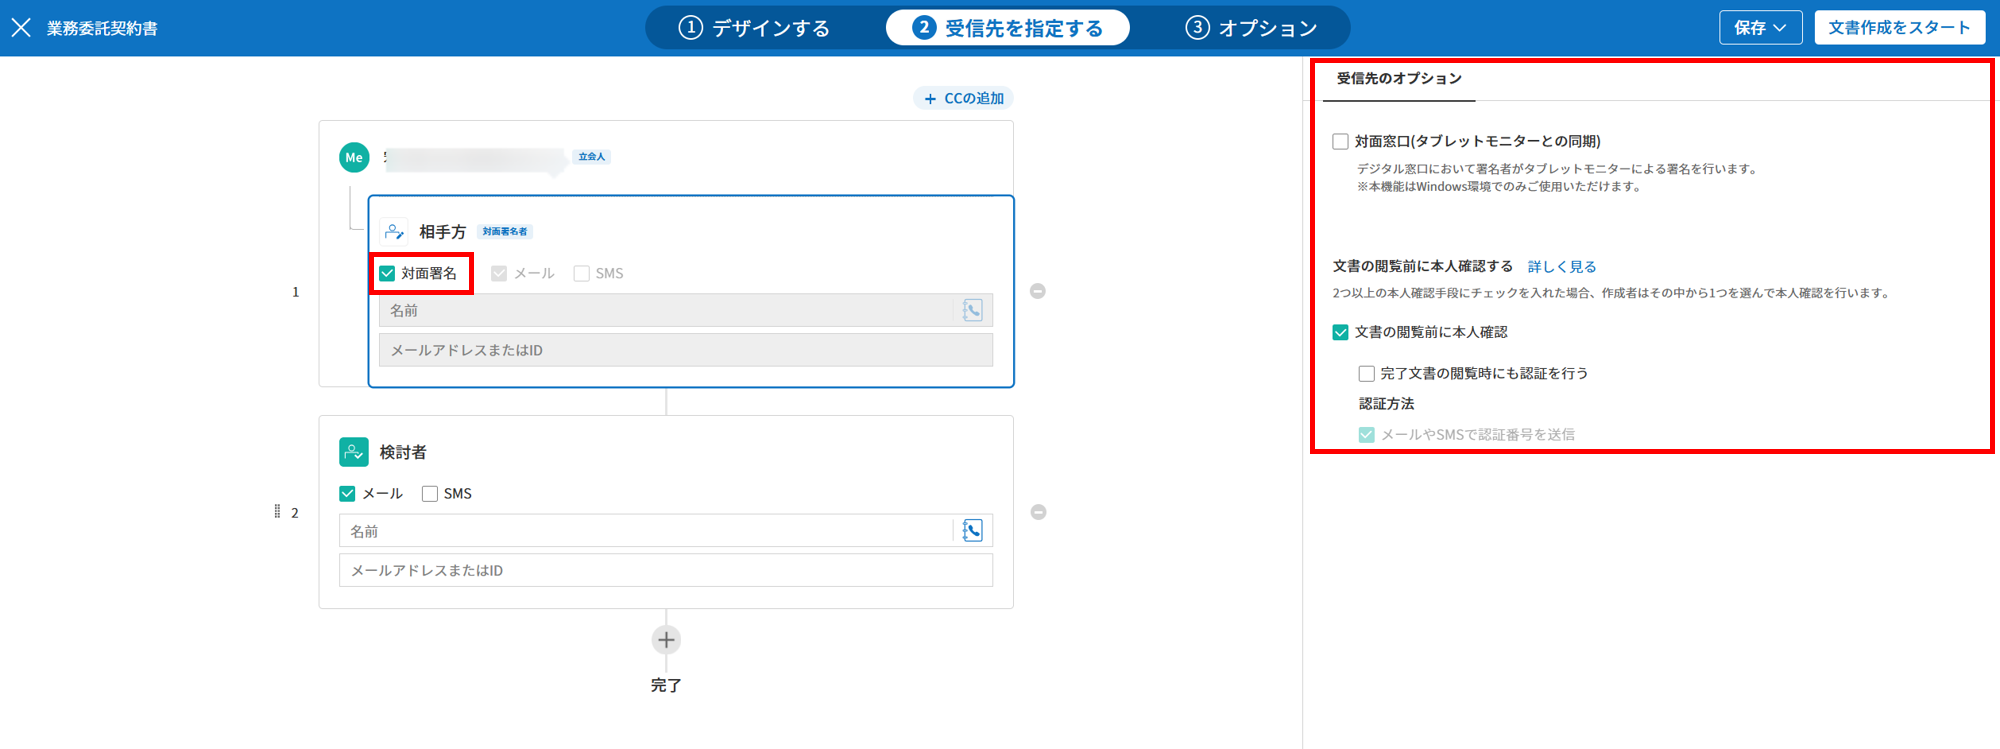 業務委託契約書
① デザインする
② 受信先を指定する
③ オプション
保存
文書作成をスタート
+ CCの追加
Me
立会人
1
相手方 対面署名者
対面署名 メール SMS
名前
メールアドレスまたはID
2
検討者
メール SMS
名前
メールアドレスまたはID
完了
受信先のオプション
対面窓口(タブレットモニターとの同期)
デジタル窓口において署名者がタブレットモニターによる署名を行います。
※本機能はWindows環境でのみご使用いただけます。
文書の閲覧前に本人確認する 詳しく見る
2つ以上の本人確認手段にチェックを入れた場合、作成者はその中から1つを選んで本人確認を行います。
文書の閲覧前に本人確認
完了文書の閲覧時にも認証を行う
認証方法
メールやSMSで認証番号を送信